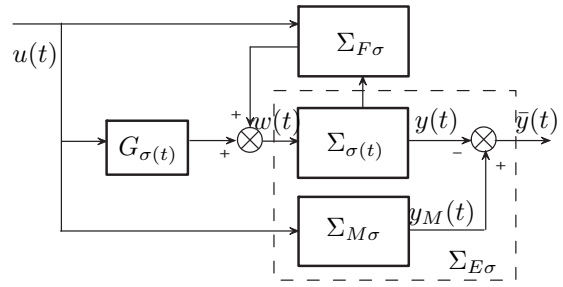 Σ_{Fσ}
u(t)
+
w(t)
y(t)
ȳ(t)
G_{σ(t)}
+
Σ_{σ(t)}
−
+
Σ_{Mσ}
y_M(t)
Σ_{Eσ}